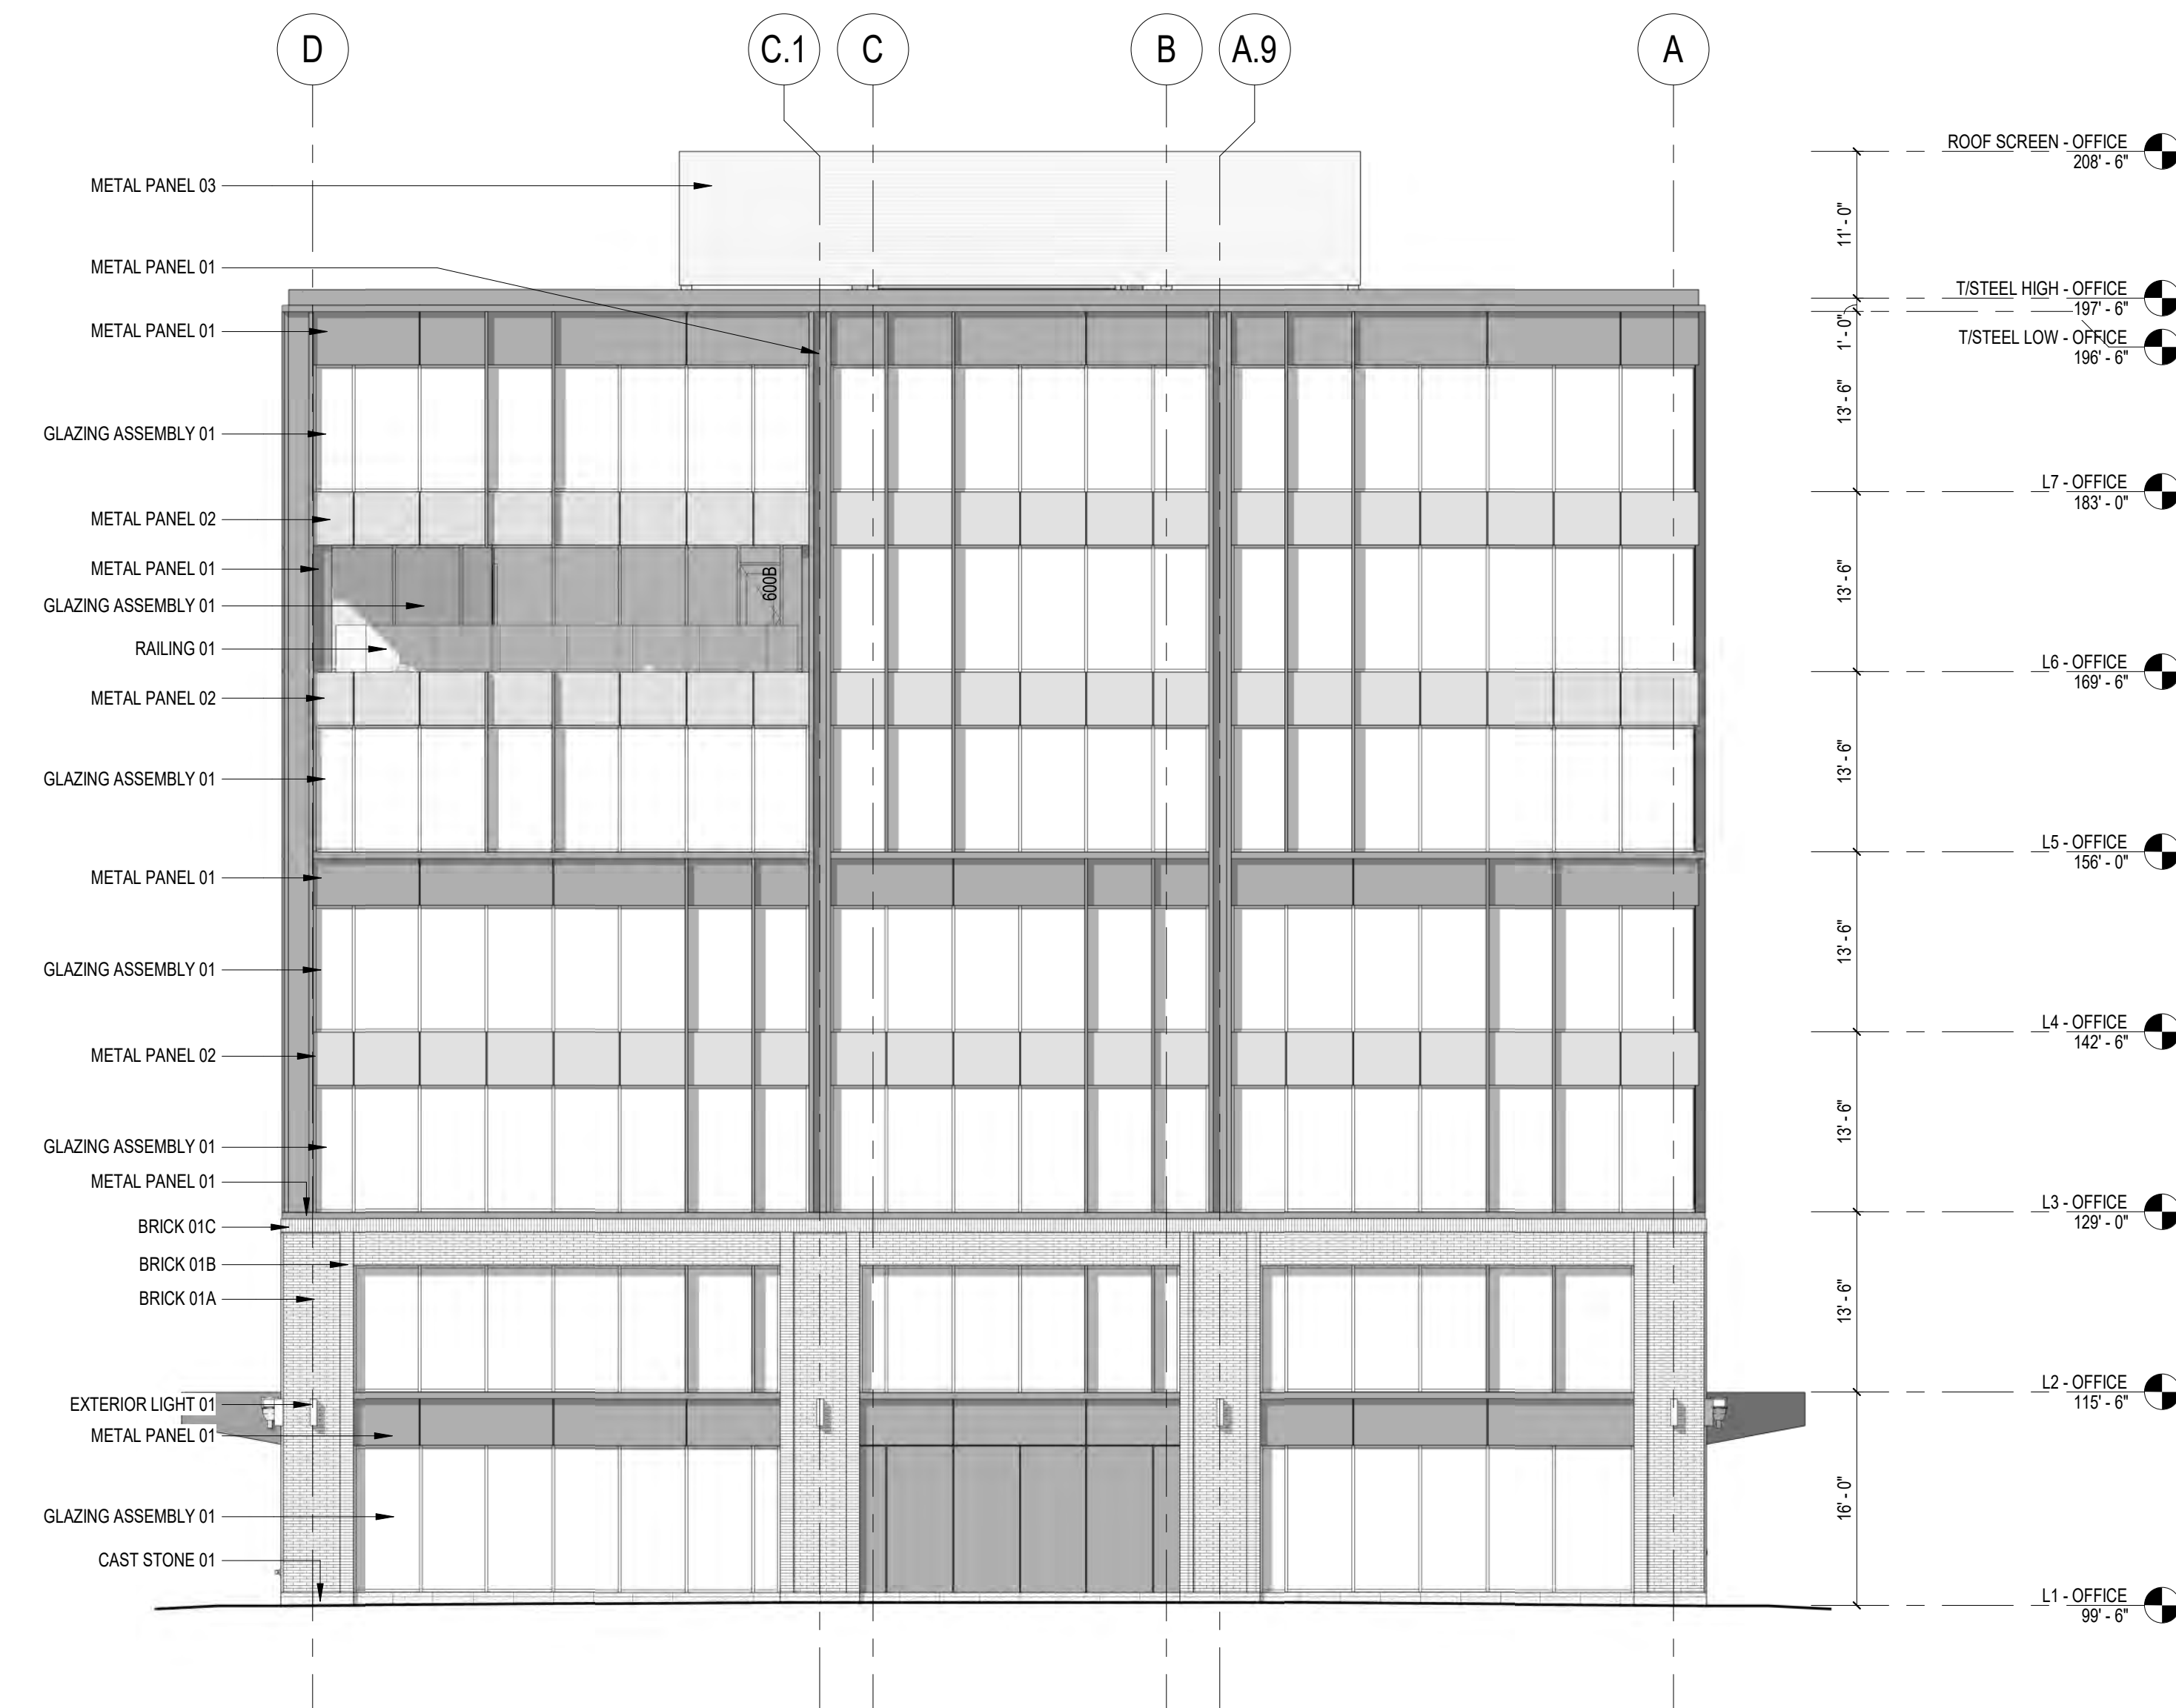 D
C.1
C
B
A.9
A
METAL PANEL 03
METAL PANEL 01
METAL PANEL 01
GLAZING ASSEMBLY 01
METAL PANEL 02
METAL PANEL 01
GLAZING ASSEMBLY 01
RAILING 01
METAL PANEL 02
GLAZING ASSEMBLY 01
METAL PANEL 01
GLAZING ASSEMBLY 01
METAL PANEL 02
GLAZING ASSEMBLY 01
METAL PANEL 01
BRICK 01C
BRICK 01B
BRICK 01A
EXTERIOR LIGHT 01
METAL PANEL 01
GLAZING ASSEMBLY 01
CAST STONE 01
600B
11' - 0"
1' - 0"
13' - 6"
13' - 6"
13' - 6"
13' - 6"
13' - 6"
13' - 6"
16' - 0"
ROOF SCREEN - OFFICE
208' - 6"
T/STEEL HIGH - OFFICE
197' - 6"
T/STEEL LOW - OFFICE
196' - 6"
L7 - OFFICE
183' - 0"
L6 - OFFICE
169' - 6"
L5 - OFFICE
156' - 0"
L4 - OFFICE
142' - 6"
L3 - OFFICE
129' - 0"
L2 - OFFICE
115' - 6"
L1 - OFFICE
99' - 6"